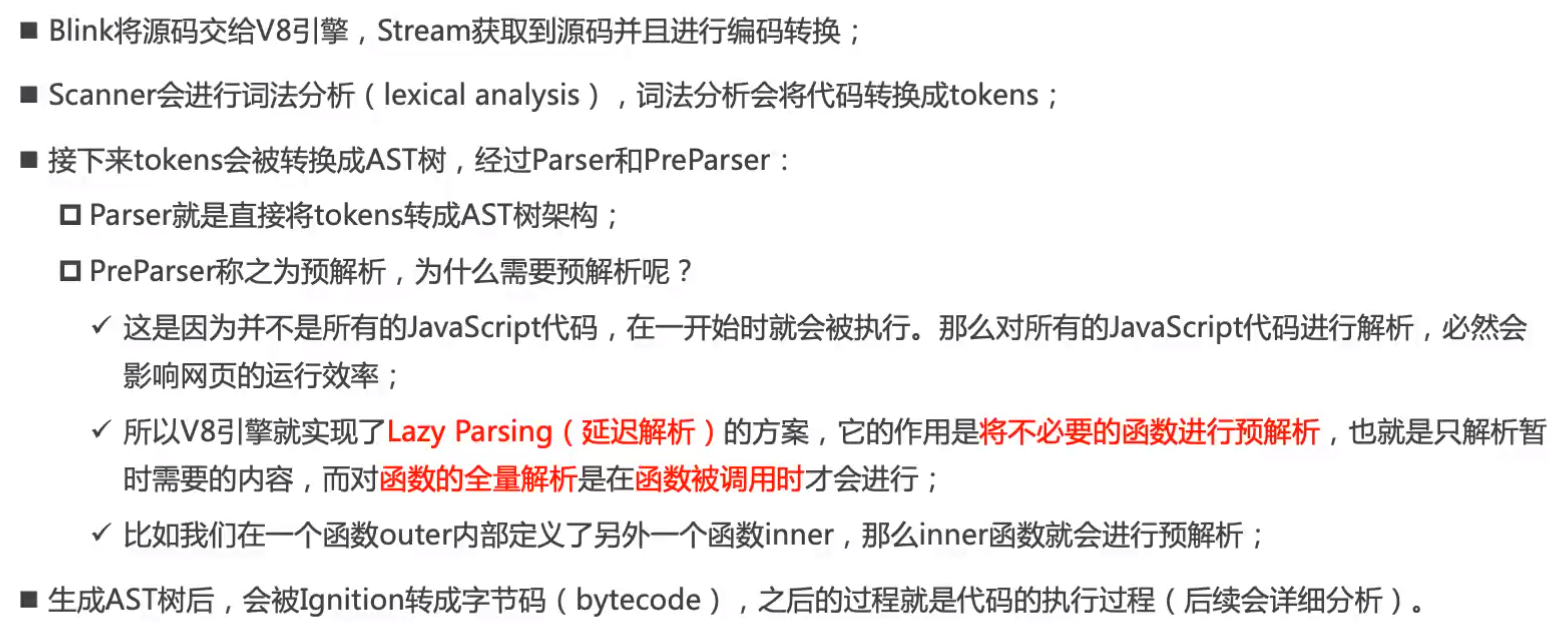 ■ Blink将源码交给V8引擎，Stream获取到源码并且进行编码转换；
■ Scanner会进行词法分析（lexical analysis），词法分析会将代码转换成tokens；
■ 接下来tokens会被转换成AST树，经过Parser和PreParser：
Parser就是直接将tokens转成AST树架构；
PreParser称之为预解析，为什么需要预解析呢？
✓ 这是因为并不是所有的JavaScript代码，在一开始时就会被执行。那么对所有的JavaScript代码进行解析，必然会
影响网页的运行效率；
✓ 所以V8引擎就实现了Lazy Parsing（延迟解析）的方案，它的作用是将不必要的函数进行预解析，也就是只解析暂
时需要的内容，而对函数的全量解析是在函数被调用时才会进行；
✓ 比如我们在一个函数outer内部定义了另外一个函数inner，那么inner函数就会进行预解析；
■ 生成AST树后，会被Ignition转成字节码（bytecode），之后的过程就是代码的执行过程（后续会详细分析）。